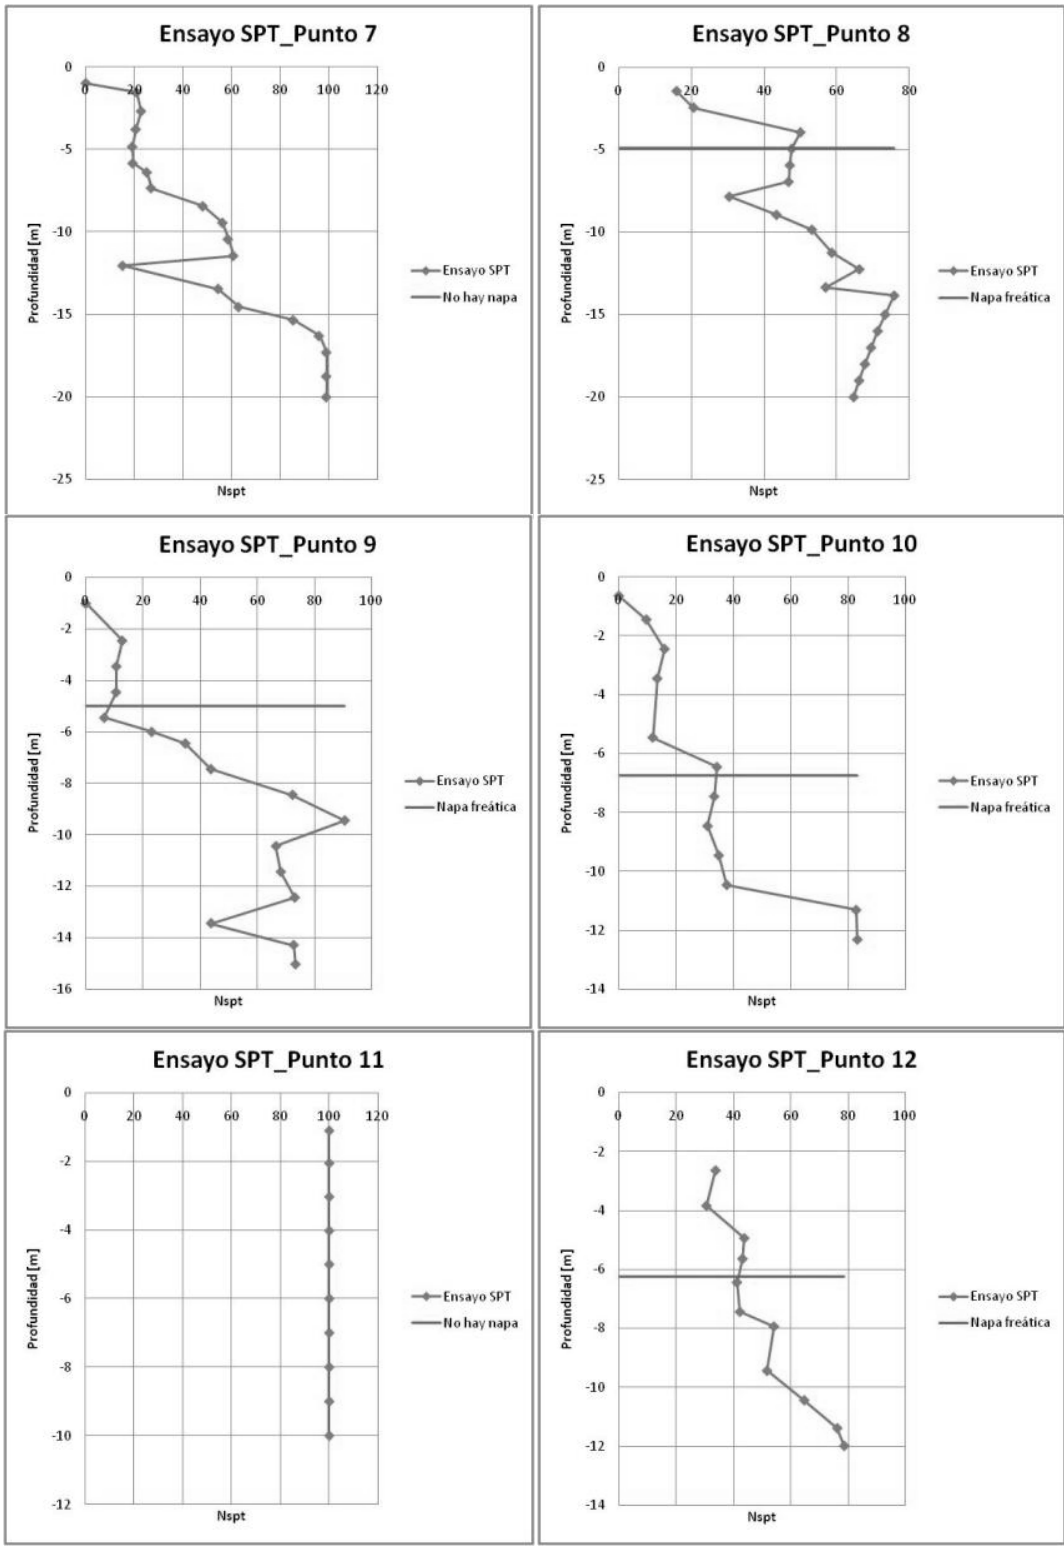 Ensayo SPT_Punto 7
0
0 20 40 60 80 100 120
-5
-10
-15
-20
-25
Profundidad [m]
Nspt
Ensayo SPT
No hay napa
Ensayo SPT_Punto 8
0
0 20 40 60 80
-5
-10
-15
-20
-25
Profundidad [m]
Nspt
Ensayo SPT
Napa freática
Ensayo SPT_Punto 9
0
0 20 40 60 80 100
-2
-4
-6
-8
-10
-12
-14
-16
Profundidad [m]
Nspt
Ensayo SPT
Napa freática
Ensayo SPT_Punto 10
0
0 20 40 60 80 100
-2
-4
-6
-8
-10
-12
-14
Profundidad [m]
Nspt
Ensayo SPT
Napa freática
Ensayo SPT_Punto 11
0
0 20 40 60 80 100 120
-2
-4
-6
-8
-10
-12
Profundidad [m]
Nspt
Ensayo SPT
No hay napa
Ensayo SPT_Punto 12
0
0 20 40 60 80 100
-2
-4
-6
-8
-10
-12
-14
Profundidad [m]
Nspt
Ensayo SPT
Napa freática